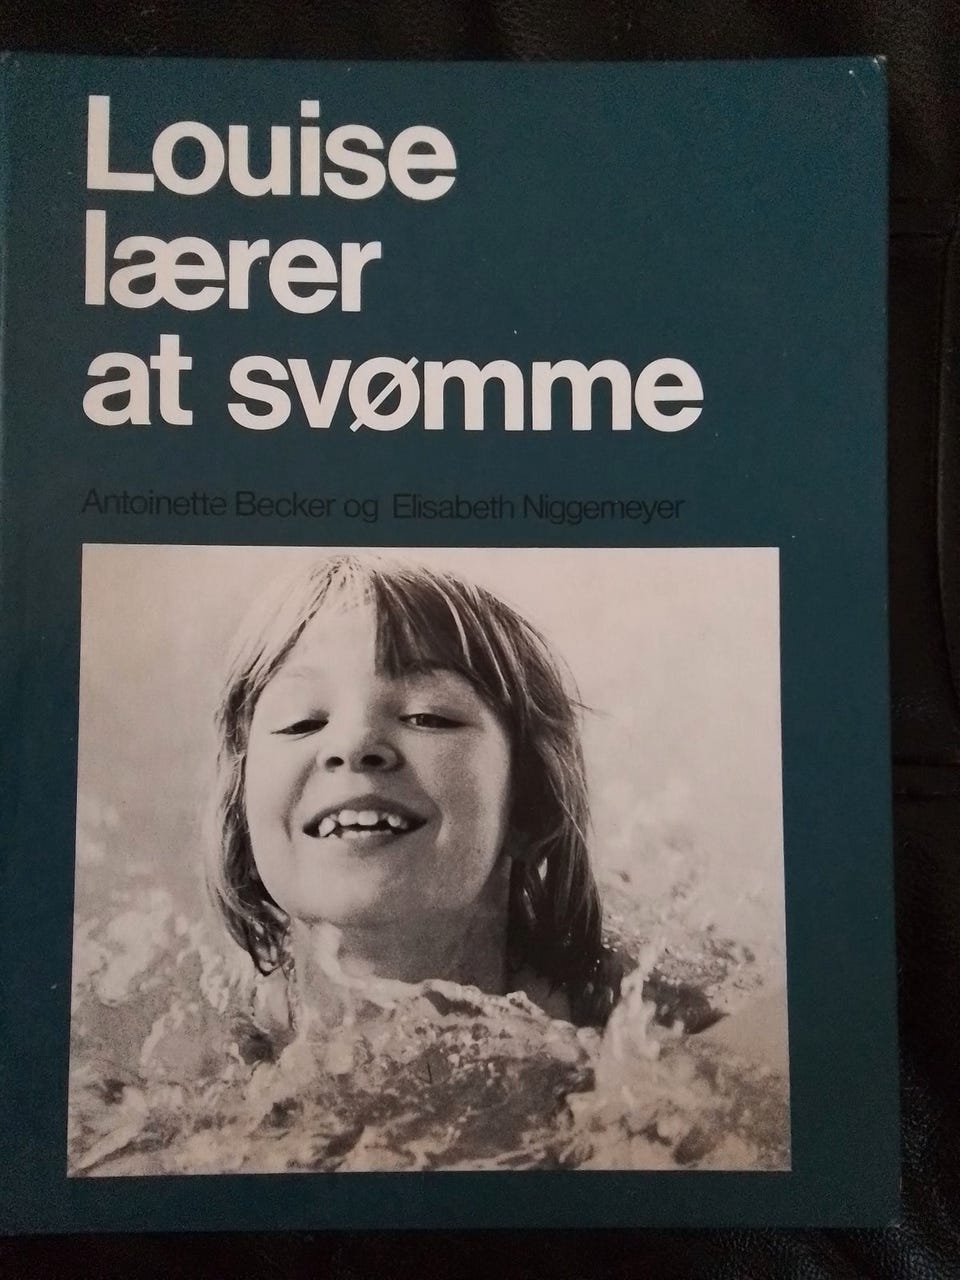 Louise
lærer
at svømme
Antoinette Becker og Elisabeth Niggemeyer